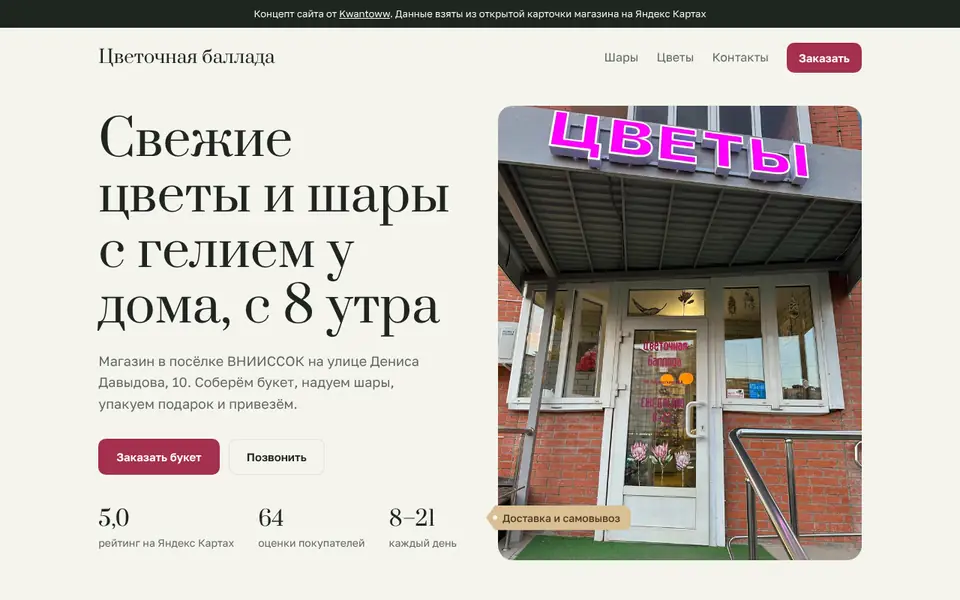 Концепт сайта от Kwantoww. Данные взяты из открытой карточки магазина на Яндекс Картах
Цветочная баллада
Шары
Цветы
Контакты
Заказать
Свежие
цветы и шары
с гелием у
дома, с 8 утра
Магазин в посёлке ВНИИССОК на улице Дениса
Давыдова, 10. Соберём букет, надуем шары,
упакуем подарок и привезём.
Заказать букет
Позвонить
5,0
рейтинг на Яндекс Картах
64
оценки покупателей
8–21
каждый день
ЦВЕТЫ
Цветочная
баллада
Доставка и самовывоз